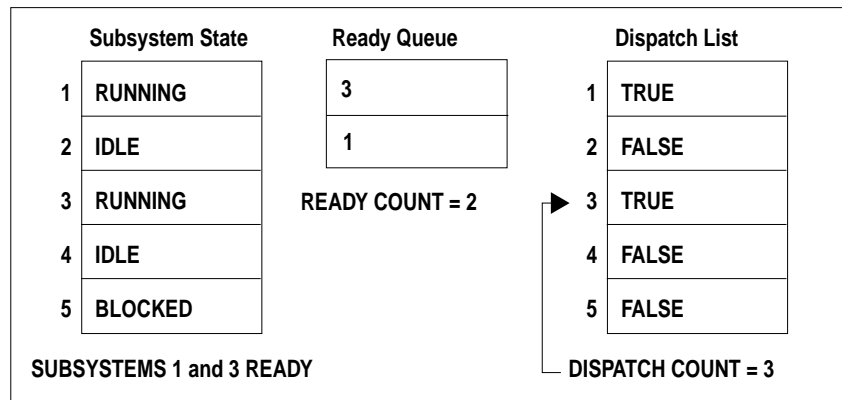 Subsystem State
1 RUNNING
2 IDLE
3 RUNNING
4 IDLE
5 BLOCKED
SUBSYSTEMS 1 and 3 READY
Ready Queue
3
1
READY COUNT = 2
Dispatch List
1 TRUE
2 FALSE
3 TRUE
4 FALSE
5 FALSE
DISPATCH COUNT = 3